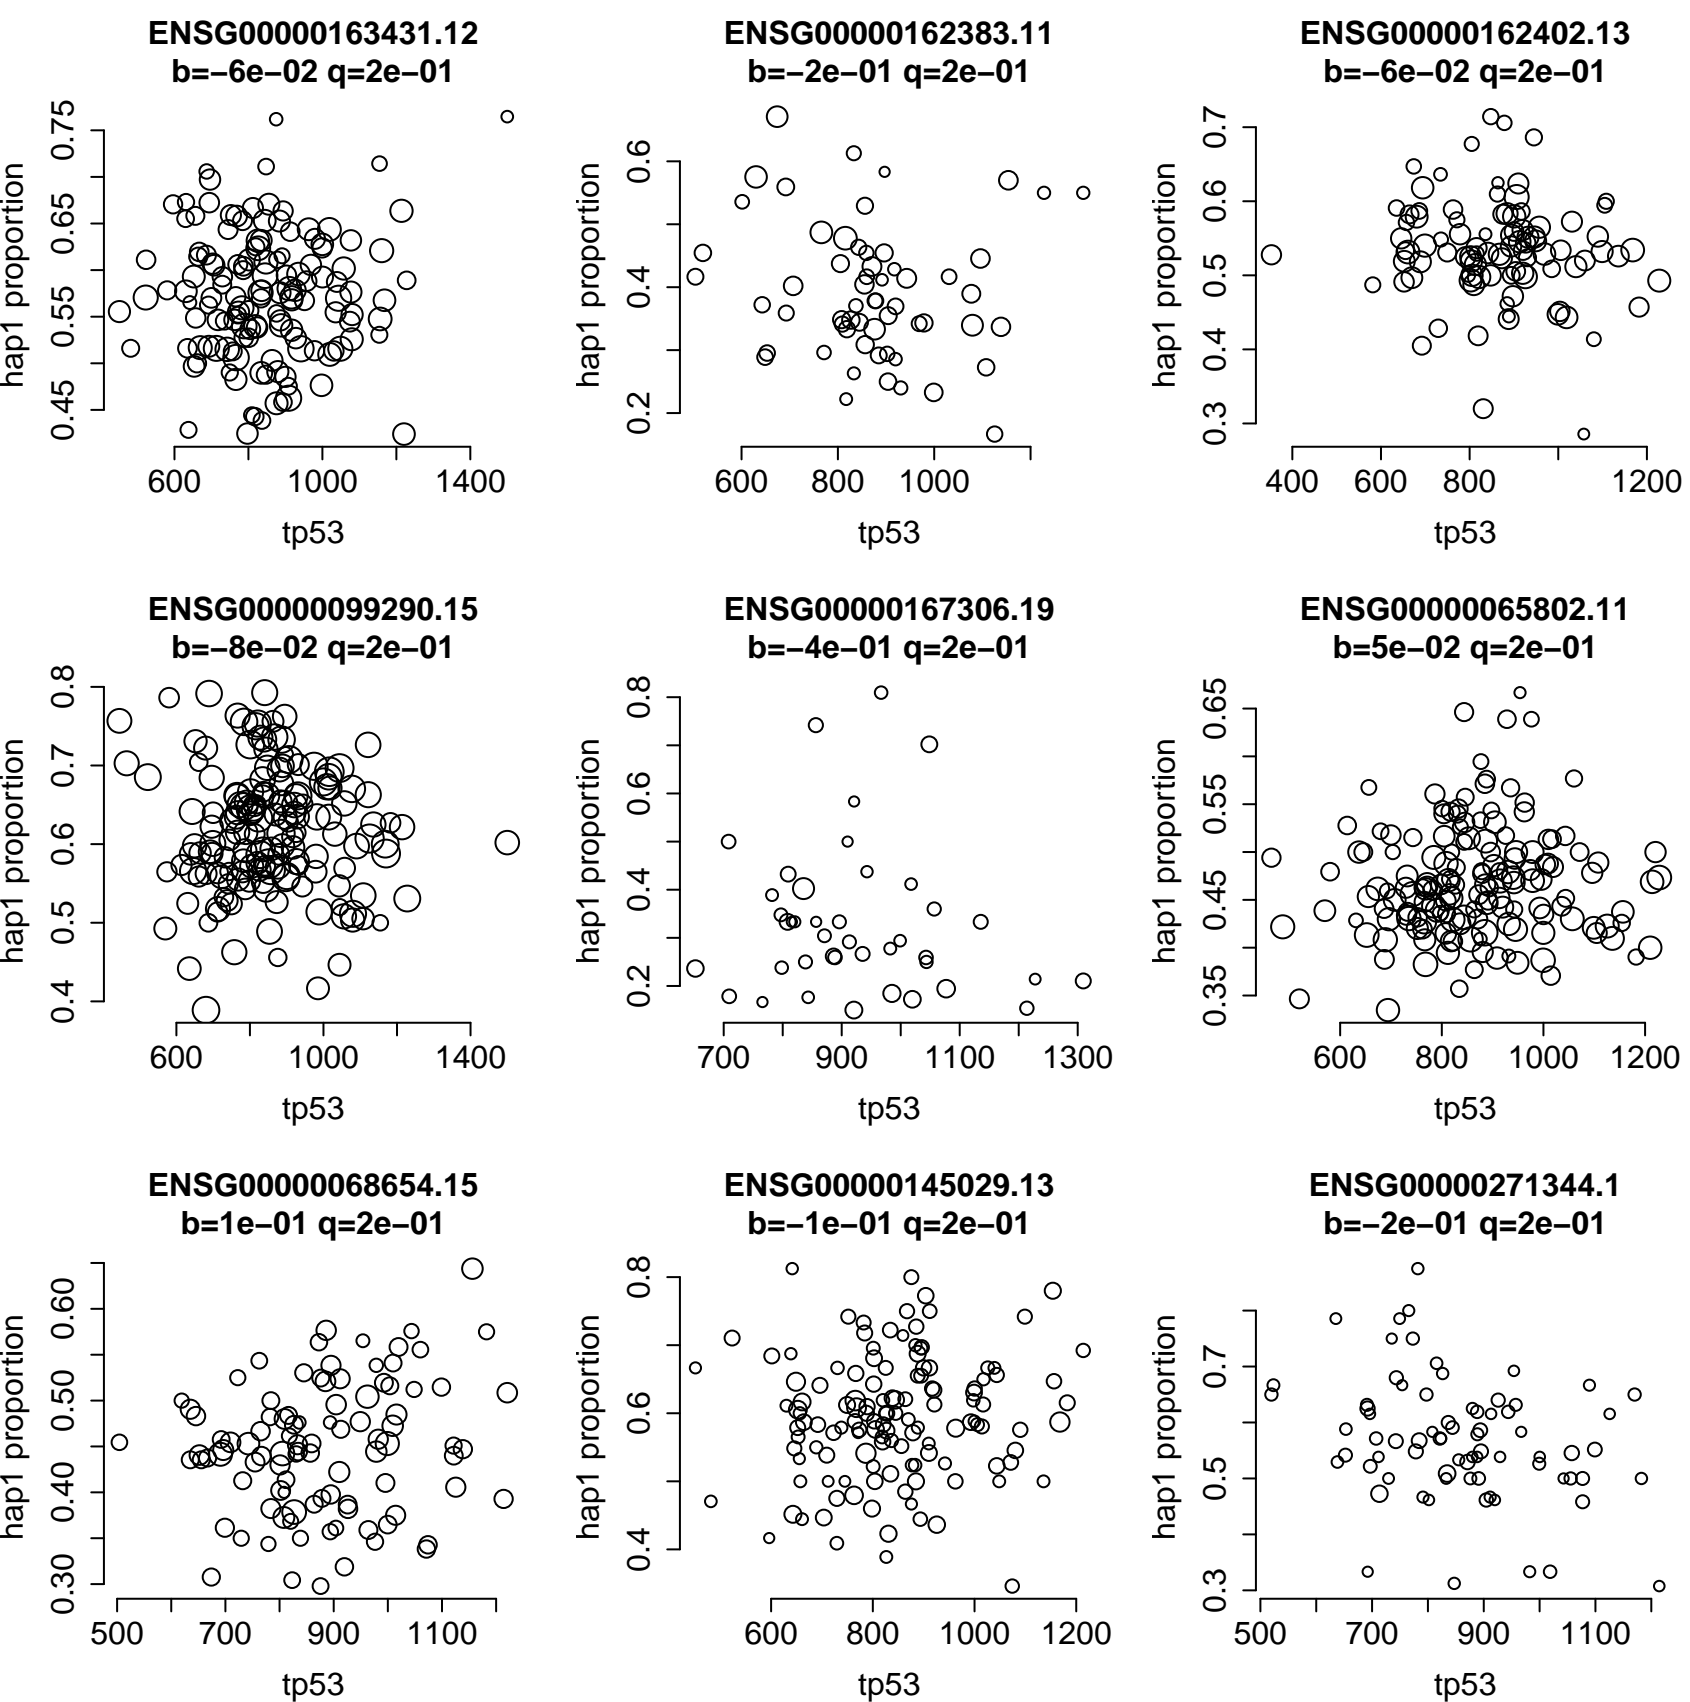 ENSG00000163431.12
b=−6e−02 q=2e−01
hap1 proportion
0.45 0.55 0.65 0.75
600 1000 1400
tp53
ENSG00000162383.11
b=−2e−01 q=2e−01
hap1 proportion
0.2 0.4 0.6
600 800 1000
tp53
ENSG00000162402.13
b=−6e−02 q=2e−01
hap1 proportion
0.3 0.4 0.5 0.6 0.7
400 600 800 1200
tp53
ENSG00000099290.15
b=−8e−02 q=2e−01
hap1 proportion
0.4 0.5 0.6 0.7 0.8
600 1000 1400
tp53
ENSG00000167306.19
b=−4e−01 q=2e−01
hap1 proportion
0.2 0.4 0.6 0.8
700 900 1100 1300
tp53
ENSG00000065802.11
b=5e−02 q=2e−01
hap1 proportion
0.35 0.45 0.55 0.65
600 800 1000 1200
tp53
ENSG00000068654.15
b=1e−01 q=2e−01
hap1 proportion
0.30 0.40 0.50 0.60
500 700 900 1100
tp53
ENSG00000145029.13
b=−1e−01 q=2e−01
hap1 proportion
0.4 0.6 0.8
600 800 1000 1200
tp53
ENSG00000271344.1
b=−2e−01 q=2e−01
hap1 proportion
0.3 0.5 0.7
500 700 900 1100
tp53